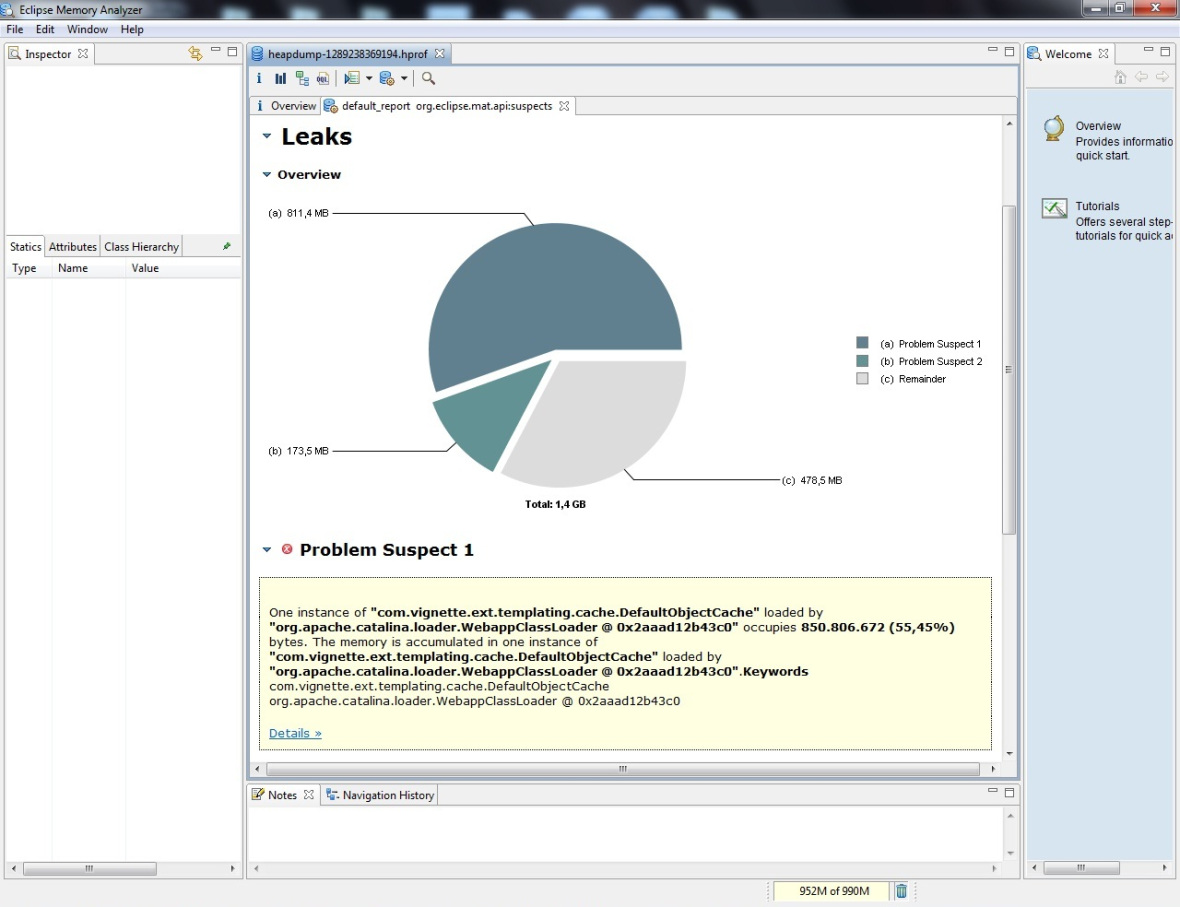 Eclipse Memory Analyzer
File Edit Window Help
Inspector
Statics Attributes Class Hierarchy
Type Name Value
heapdump-1289238369194.hprof
Overview default_report org.eclipse.mat.api:suspects
Leaks
Overview
(a) 811,4 MB
(b) 173,5 MB
(c) 478,5 MB
Total: 1,4 GB
(a) Problem Suspect 1
(b) Problem Suspect 2
(c) Remainder
Problem Suspect 1
One instance of "com.vignette.ext.templating.cache.DefaultObjectCache" loaded by
"org.apache.catalina.loader.WebappClassLoader @ 0x2aaad12b43c0" occupies 850.806.672 (55,45%)
bytes. The memory is accumulated in one instance of
"com.vignette.ext.templating.cache.DefaultObjectCache" loaded by
"org.apache.catalina.loader.WebappClassLoader @ 0x2aaad12b43c0".Keywords
com.vignette.ext.templating.cache.DefaultObjectCache
org.apache.catalina.loader.WebappClassLoader @ 0x2aaad12b43c0
Details »
Notes Navigation History
Welcome
Overview
Provides informatio
quick start.
Tutorials
Offers several step-
tutorials for quick a
952M of 990M